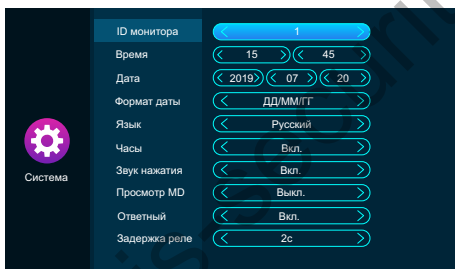 ID монитора < 1 >
Время < 15 > < 45 >
Дата < 2019 > < 07 > < 20 >
Формат даты < ДД/ММ/ГГ >
Язык < Русский >
Часы < Вкл. >
Звук нажатия < Вкл. >
Система
Просмотр MD < Выкл. >
Ответный < Вкл. >
Задержка реле < 2с >